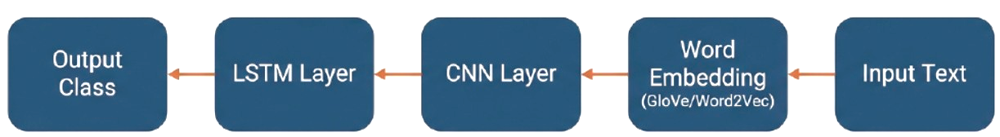 Output
Class
LSTM Layer
CNN Layer
Word
Embedding
(GloVe/Word2Vec)
Input Text